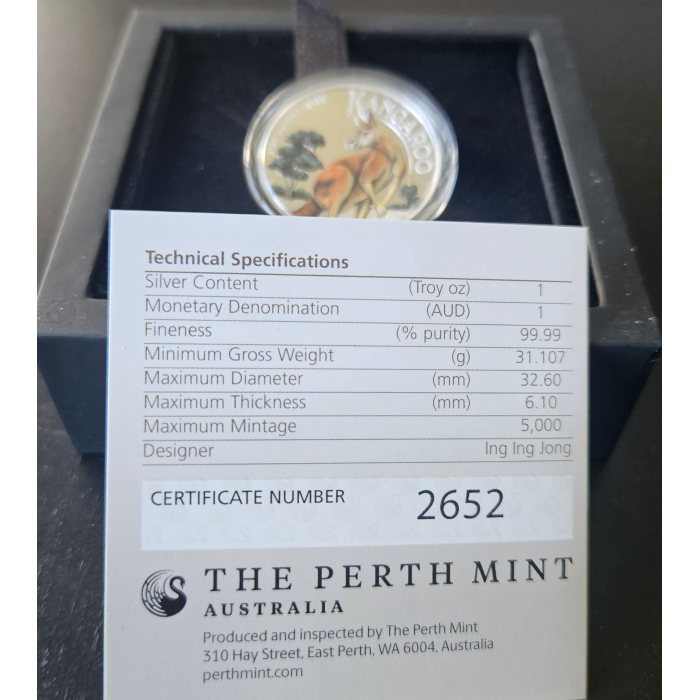 KANGAROO
Technical Specifications
Silver Content (Troy oz) 1
Monetary Denomination (AUD) 1
Fineness (% purity) 99.99
Minimum Gross Weight (g) 31.107
Maximum Diameter (mm) 32.60
Maximum Thickness (mm) 6.10
Maximum Mintage 5,000
Designer Ing Ing Jong
CERTIFICATE NUMBER 2652
THE PERTH MINT
AUSTRALIA
Produced and inspected by The Perth Mint
310 Hay Street, East Perth, WA 6004, Australia
perthmint.com